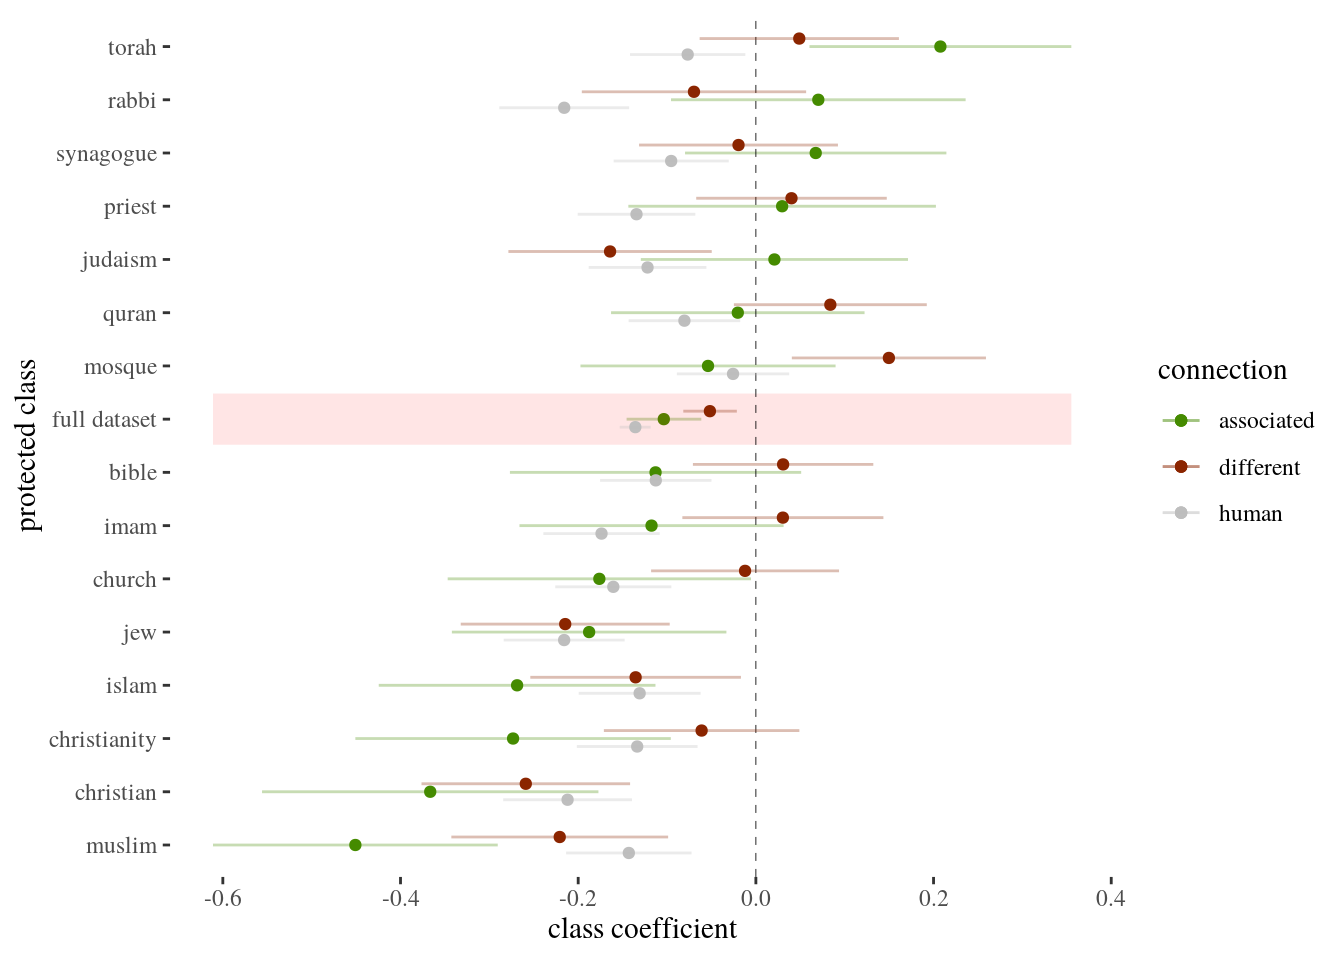 protected class
torah
rabbi
synagogue
priest
judaism
quran
mosque
full dataset
bible
imam
church
jew
islam
christianity
christian
muslim
-0.6 -0.4 -0.2 0.0 0.2 0.4
class coefficient
connection
associated
different
human